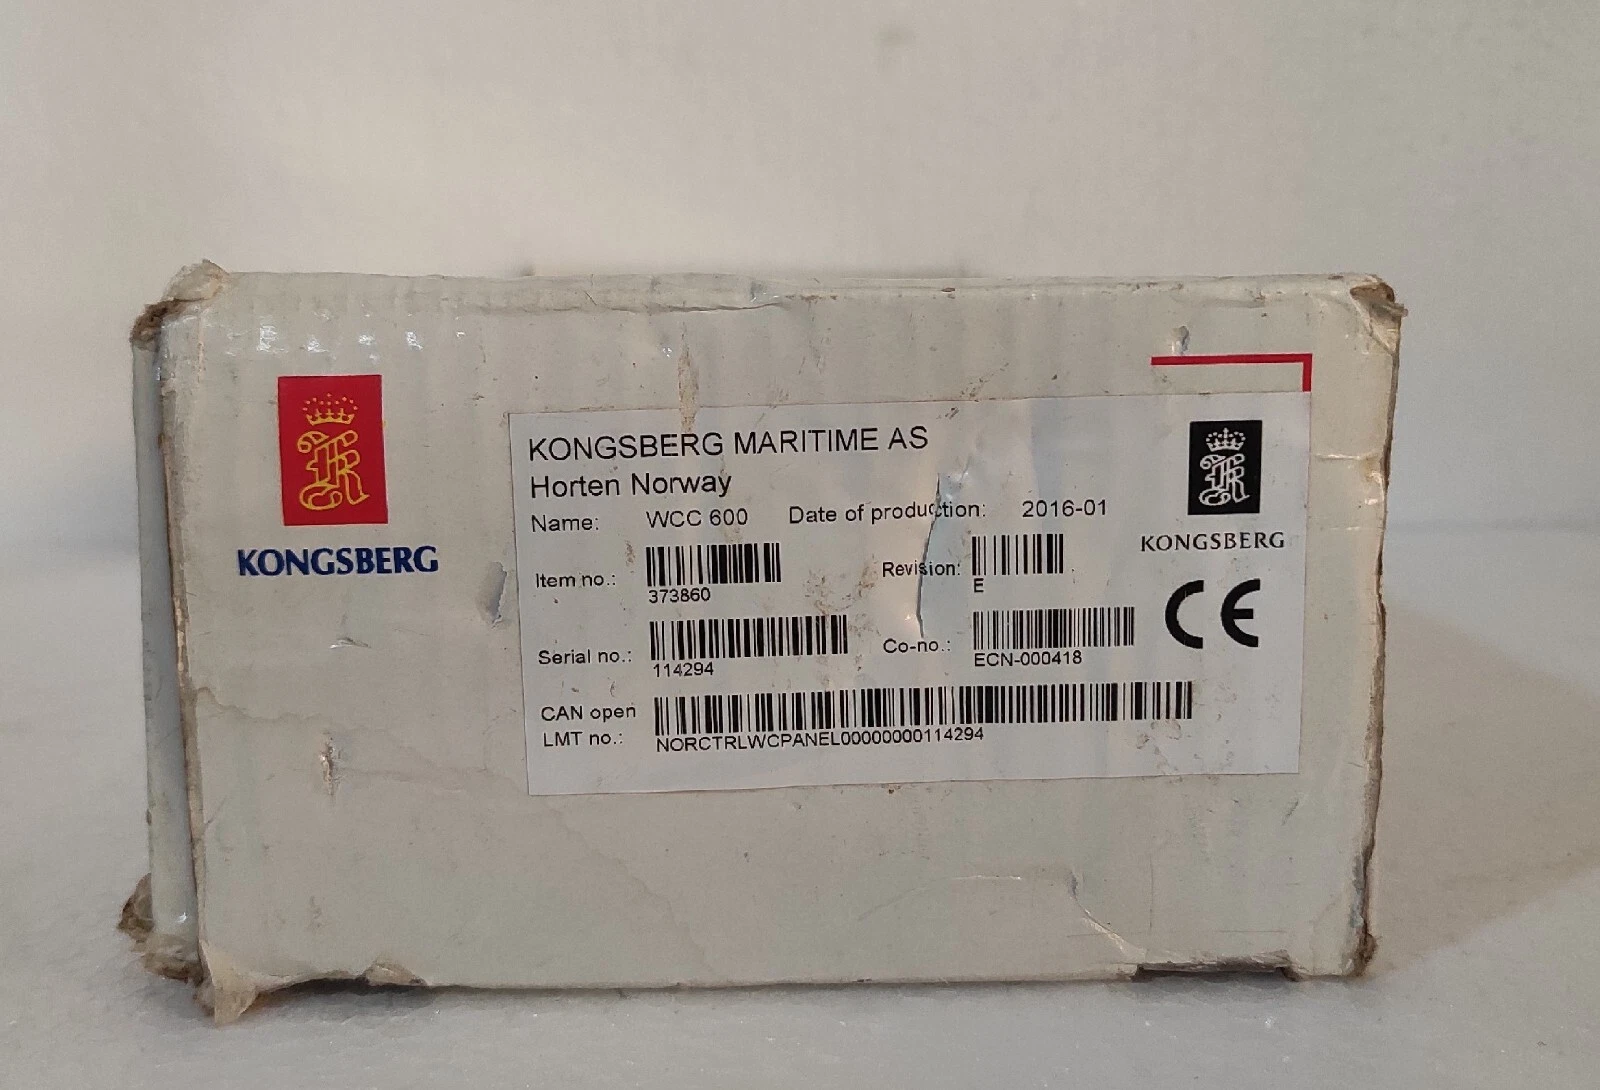 KONGSBERG
KONGSBERG MARITIME AS
Horten Norway
Name: WCC 600 Date of production: 2016-01
KONGSBERG
Item no.: 373860
Revision: E
Serial no.: 114294
Co-no.: ECN-000418
CE
CAN open
LMT no.: NORCTRLWCPANEL00000000114294